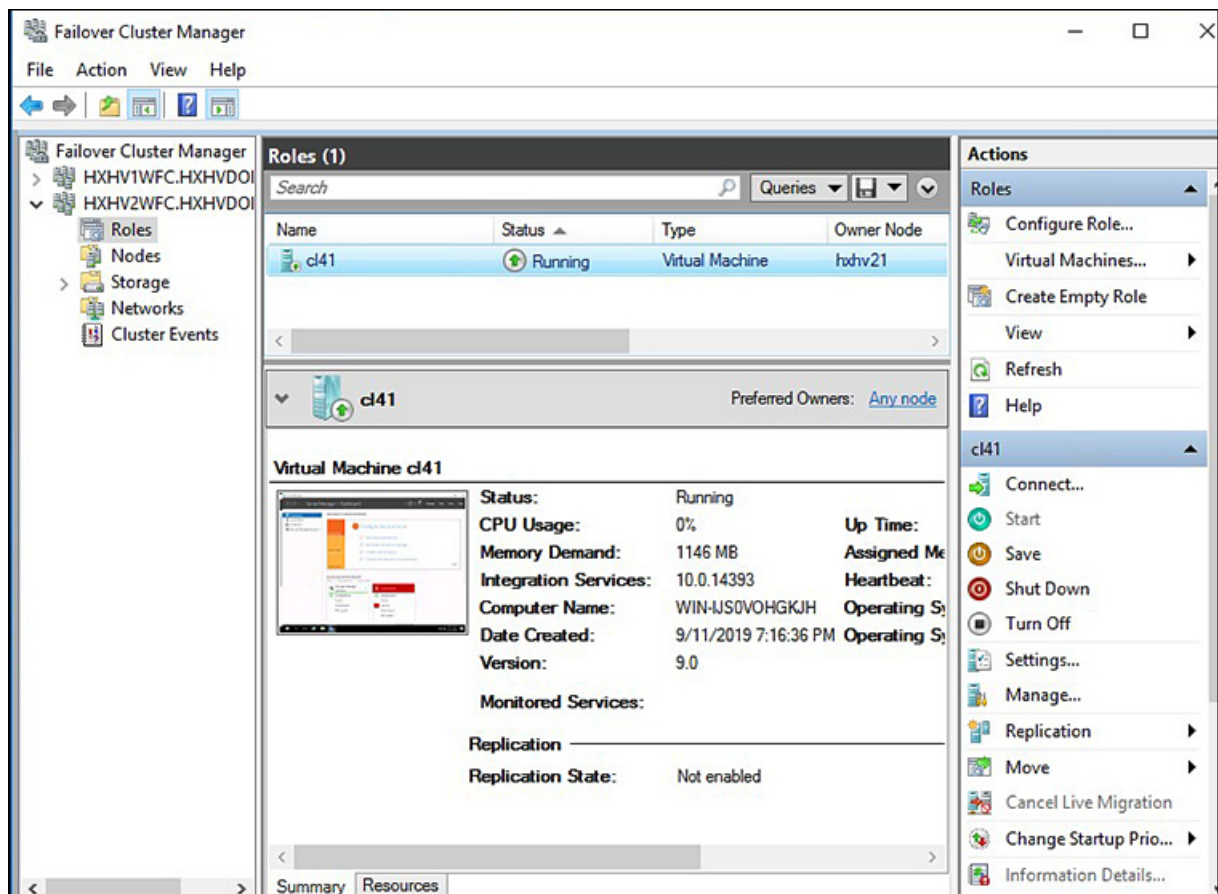 Failover Cluster Manager
File Action View Help
Failover Cluster Manager
HXHV1WFC.HXHVDOI
HXHV2WFC.HXHVDOI
Roles
Nodes
Storage
Networks
Cluster Events
Roles (1)
Search
Queries
Name Status Type Owner Node
cl41 Running Virtual Machine hxhv21
cl41 Preferred Owners: Any node
Virtual Machine cl41
Status: Running
CPU Usage: 0% Up Time:
Memory Demand: 1146 MB Assigned Me
Integration Services: 10.0.14393 Heartbeat:
Computer Name: WIN-IJS0VOHGKJH Operating Sy
Date Created: 9/11/2019 7:16:36 PM Operating Sy
Version: 9.0
Monitored Services:
Replication
Replication State: Not enabled
Summary Resources
Actions
Roles
Configure Role...
Virtual Machines...
Create Empty Role
View
Refresh
Help
cl41
Connect...
Start
Save
Shut Down
Turn Off
Settings...
Manage...
Replication
Move
Cancel Live Migration
Change Startup Prio...
Information Details...